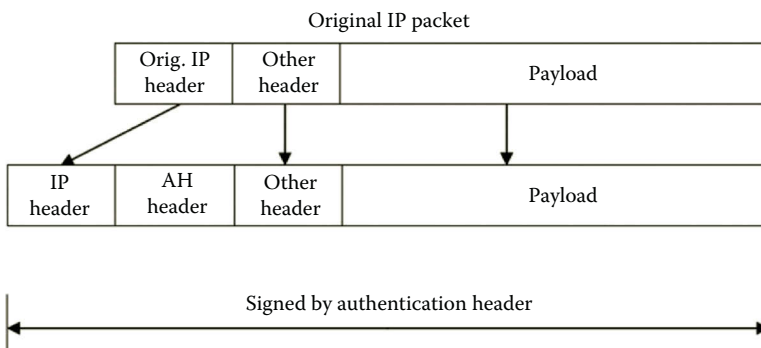 Original IP packet
Orig. IP
header
Other
header
Payload
IP
header
AH
header
Other
header
Payload
Signed by authentication header